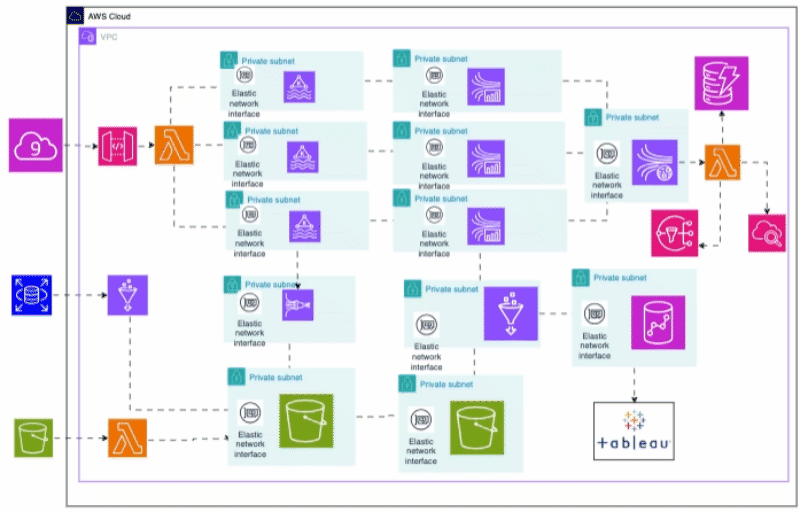 AWS Cloud
VPC
Private subnet
Elastic
network
interface
Private subnet
Elastic
network
interface
Private subnet
Elastic
network
interface
Private subnet
Elastic
network
interface
Private subnet
Elastic
network
interface
Private subnet
Elastic
network
interface
Private subnet
Elastic
network
interface
Private subnet
Elastic
network
interface
Private subnet
Elastic
network
interface
Private subnet
Elastic
network
interface
Private subnet
Elastic
network
interface
Private subnet
Elastic
network
interface
+ableau